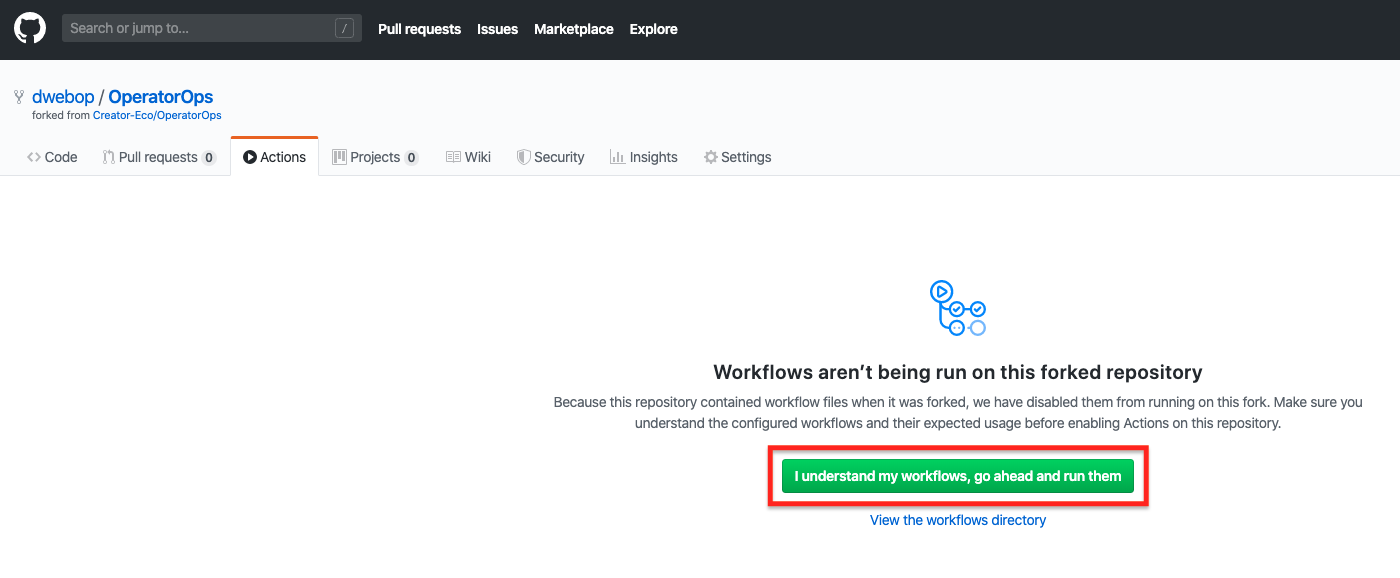 Search or jump to... /
Pull requests Issues Marketplace Explore
dwebop / OperatorOps
forked from Creator-Eco/OperatorOps
Code Pull requests 0 Actions Projects 0 Wiki Security Insights Settings
Workflows aren’t being run on this forked repository
Because this repository contained workflow files when it was forked, we have disabled them from running on this fork. Make sure you
understand the configured workflows and their expected usage before enabling Actions on this repository.
I understand my workflows, go ahead and run them
View the workflows directory